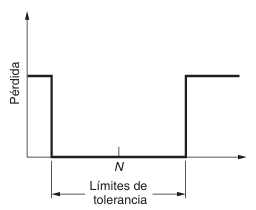 Pérdida
N
Límites de
tolerancia